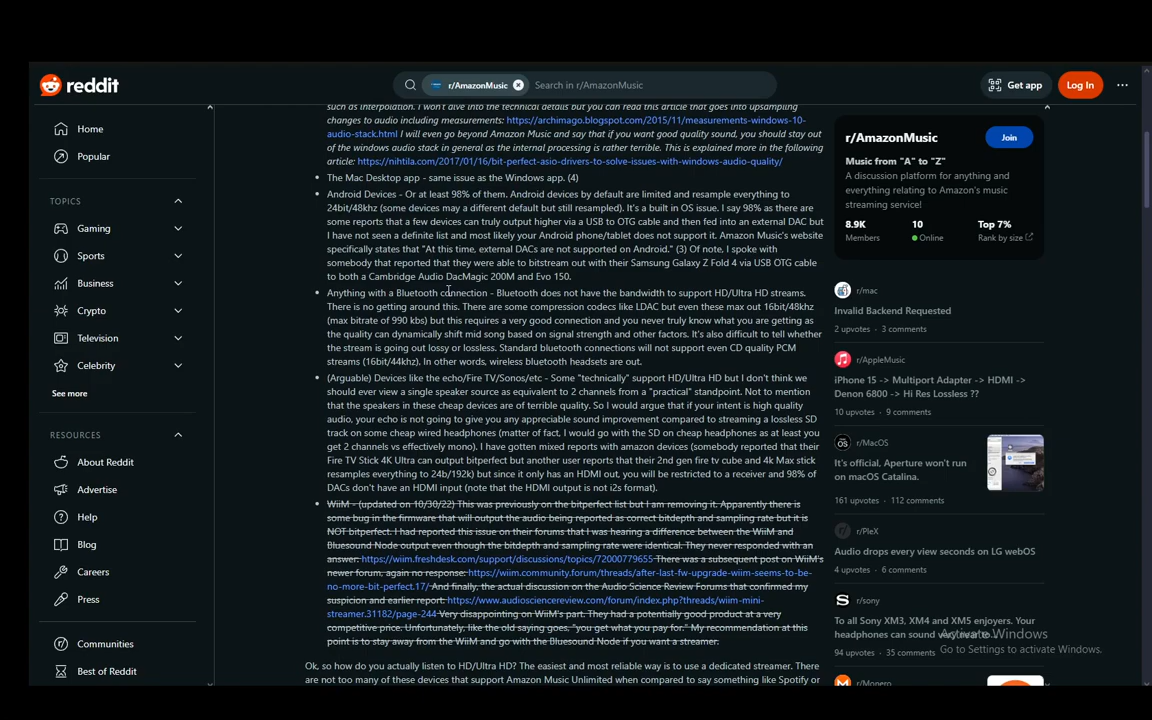 reddit
r/AmazonMusic
Search in r/AmazonMusic
Get app
Log In
Home
Popular
TOPICS
Gaming
Sports
Business
Crypto
Television
Celebrity
See more
RESOURCES
About Reddit
Advertise
Help
Blog
Careers
Press
Communities
Best of Reddit
such as interpolation. I won't dive into the technical details but you can read this article that goes into upsampling
changes to audio including measurements: https://archimago.blogspot.com/2015/11/measurements-windows-10-
audio-stack.html I will even go beyond Amazon Music and say that if you want good quality sound, you should stay out
of the windows audio stack in general as the internal processing is rather terrible. This is explained more in the following
article: https://nihtila.com/2017/01/16/bit-perfect-asio-drivers-to-solve-issues-with-windows-audio-quality/
The Mac Desktop app - same issue as the Windows app. (4)
Android Devices - Or at least 98% of them. Android devices by default are limited and resample everything to
24bit/48khz (some devices may a different default but still resampled). It's a built in OS issue. I say 98% as there are
some reports that a few devices can truly output higher via a USB to OTG cable and then fed into an external DAC but
I have not seen a definite list and most likely your Android phone/tablet does not support it. Amazon Music's website
specifically states that "At this time, external DACs are not supported on Android." (3) Of note, I spoke with
somebody that reported that they were able to bitstream out with their Samsung Galaxy Z Fold 4 via USB OTG cable
to both a Cambridge Audio DacMagic 200M and Evo 150.
Anything with a Bluetooth connection - Bluetooth does not have the bandwidth to support HD/Ultra HD streams.
There is no getting around this. There are some compression codecs like LDAC but even these max out 16bit/48khz
(max bitrate of 990 kbs) but this requires a very good connection and you never truly know what you are getting as
the quality can dynamically shift mid song based on signal strength and other factors. It's also difficult to tell whether
the stream is going out lossy or lossless. Standard bluetooth connections will not support even CD quality PCM
streams (16bit/44khz). In other words, wireless bluetooth headsets are out.
(Arguable) Devices like the echo/Fire TV/Sonos/etc - Some "technically" support HD/Ultra HD but I don't think we
should ever view a single speaker source as equivalent to 2 channels from a "practical" standpoint. Not to mention
that the speakers in these cheap devices are of terrible quality. So I would argue that if your intent is high quality
audio, your echo is not going to give you any appreciable sound improvement compared to streaming a lossless SD
track on some cheap wired headphones (matter of fact, I would go with the SD on cheap headphones as at least you
get 2 channels vs effectively mono). I have gotten mixed reports with amazon devices (somebody reported that their
Fire TV Stick 4K Ultra can output bitperfect but another user reports that their 2nd gen fire tv cube and 4k Max stick
resamples everything to 24b/192k) but since it only has an HDMI out, you will be restricted to a receiver and 98% of
DACs don't have an HDMI input (note that the HDMI output is not i2s format).
WiiM - (updated on 10/30/22) This was previously on the bitperfect list but I am removing it. Apparently there is
some bug in the firmware that will output the audio being reported as correct bitdepth and sampling rate but it is
NOT bitperfect. I had reported this issue on their forums that I was hearing a difference between the WiiM and
Bluesound Node output even though the bitdepth and sampling rate were identical. They never responded with an
answer. https://wiim.freshdesk.com/support/discussions/topics/72000779655 There was a subsequent post on WiiM's
newer forum, again no response: https://wiim.community.forum/threads/after-last-fw-upgrade-wiim-seems-to-be-
no-more-bit-perfect.17/ And finally, the actual discussion on the Audio Science Review Forums that confirmed my
suspicion and earlier report. https://www.audiosciencereview.com/forum/index.php?threads/wiim-mini-
streamer.31182/page-244 Very disappointing on WiiM's part. They had a potentially good product at a very
competitive price. Unfortunately, like the old saying goes, "you get what you pay for." My recommendation at this
point is to stay away from the WiiM and go with the Bluesound Node if you want a streamer.
Ok, so how do you actually listen to HD/Ultra HD? The easiest and most reliable way is to use a dedicated streamer. There
are not too many of these devices that support Amazon Music Unlimited when compared to say something like Spotify or
r/AmazonMusic
Join
Music from "A" to "Z"
A discussion platform for anything and
everything relating to Amazon's music
streaming service!
8.9K 10 Top 7%
Members Online Rank by size
r/mac
Invalid Backend Requested
2 upvotes · 3 comments
r/AppleMusic
iPhone 15 -> Multiport Adapter -> HDMI ->
Denon 6800 -> Hi Res Lossless ??
10 upvotes · 9 comments
r/MacOS
It's official, Aperture won't run
on macOS Catalina.
161 upvotes · 112 comments
r/PleX
Audio drops every view seconds on LG webOS
4 upvotes · 6 comments
r/sony
To all Sony XM3, XM4 and XM5 enjoyers. Your
headphones can sound very
94 upvotes · 35 comments
Activate Windows
Go to Settings to activate Windows.
r/Monero